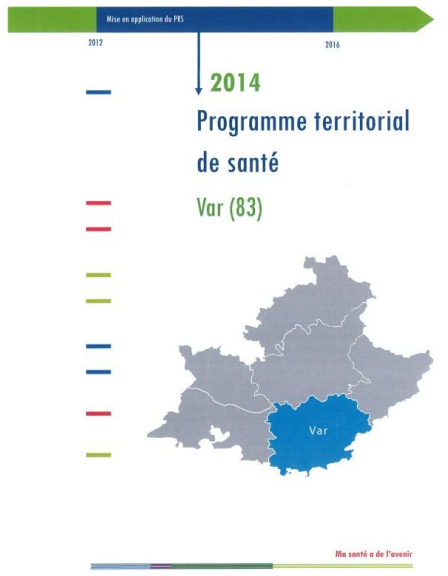 Mise en application du PRS
2012
2016
2014
Programme territorial
de santé
Var (83)
Var
Ma santé a de l'avenir